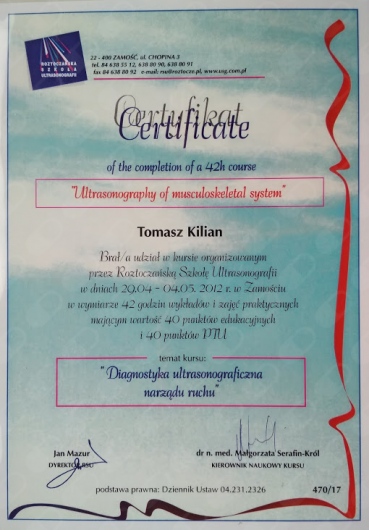 ROZTOCZAŃSKA
SZKOŁA
ULTRASONOGRAFII
22 - 400 ZAMOŚĆ, ul. CHOPINA 3
tel. 84 638 55 12, 638 80 90, 638 80 91
fax 84 638 80 92 e-mail: rsu@roztocze.pl, www.usg.com.pl
Certyfikat
Certificate
of the completion of a 42h course
"Ultrasonography of musculoskeletal system"
Tomasz Kilian
Brał/a udział w kursie organizowanym
przez Roztoczańską Szkołę Ultrasonografii
w dniach 29.04 - 04.05. 2012 r. w Zamościu
w wymiarze 42 godzin wykładów i zajęć praktycznych
mającym wartość 40 punktów edukacyjnych
i 40 punktów PTU
temat kursu:
"Diagnostyka ultrasonograficzna
narządu ruchu"
Jan Mazur
DYREKTOR RSU
dr n. med. Małgorzata Serafin-Król
KIEROWNIK NAUKOWY KURSU
podstawa prawna: Dziennik Ustaw 04.231.2326
470/17